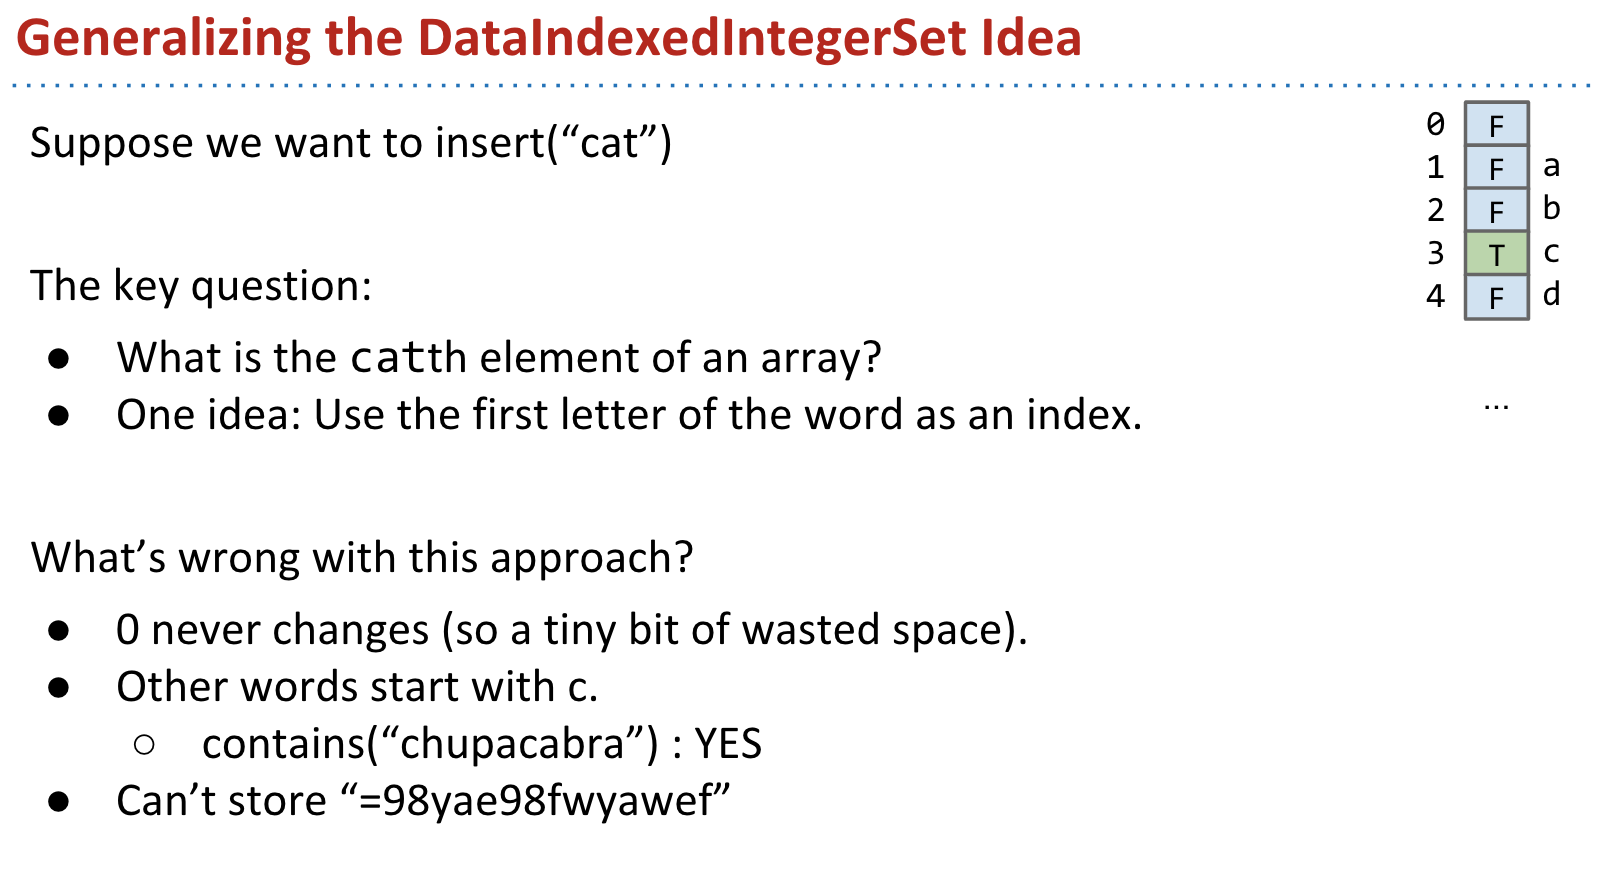 Generalizing the DataIndexedIntegerSet Idea
Suppose we want to insert(“cat”)
The key question:
● What is the catth element of an array?
● One idea: Use the first letter of the word as an index.
What’s wrong with this approach?
● 0 never changes (so a tiny bit of wasted space).
● Other words start with c.
○ contains(“chupacabra”) : YES
● Can’t store “=98yae98fwyawef”
0 F
1 F a
2 F b
3 T c
4 F d
...